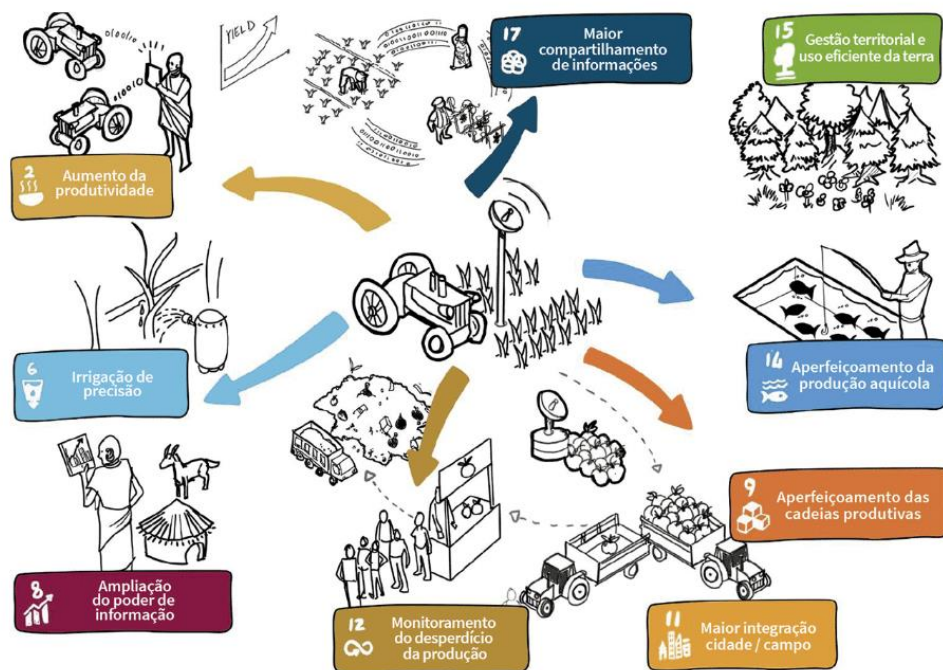 YIELD
17
Maior
compartilhamento
de informações
15
Gestão territorial e
uso eficiente da terra
2
Aumento da
produtividade
6
Irrigação de
precisão
14
Aperfeiçoamento da
produção aquícola
9
Aperfeiçoamento das
cadeias produtivas
8
Ampliação
do poder de
informação
12
Monitoramento
do desperdício
da produção
11
Maior integração
cidade / campo